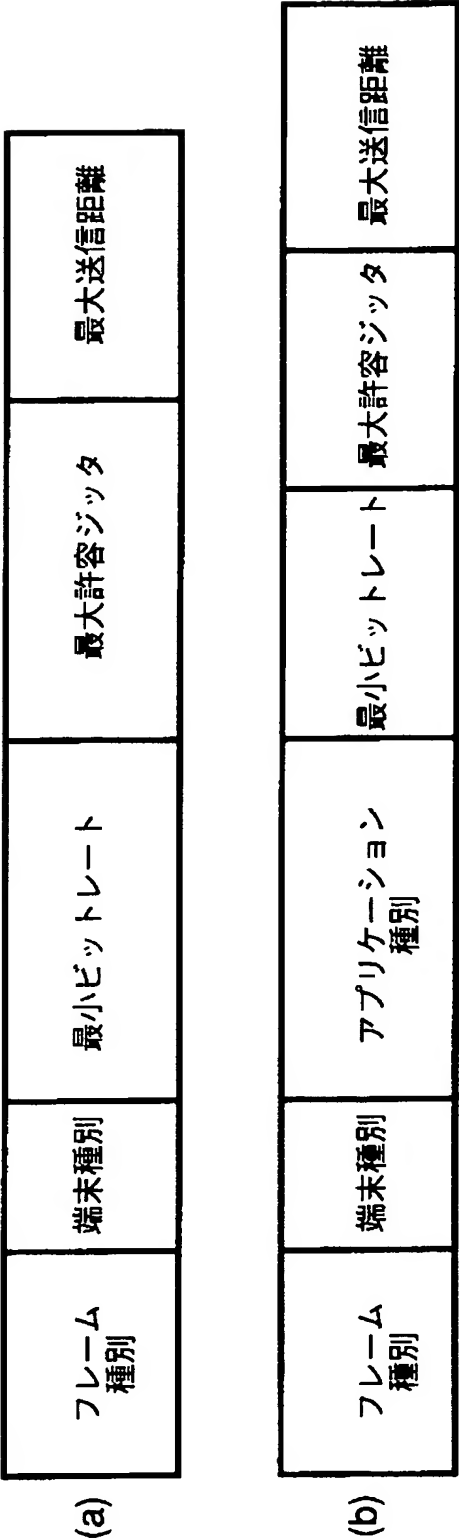 (a)
フレーム
種別
端末種別
最小ビットレート
最大許容ジッタ
最大送信距離
(b)
フレーム
種別
端末種別
アプリケーション
種別
最小ビットレート
最大許容ジッタ
最大送信距離